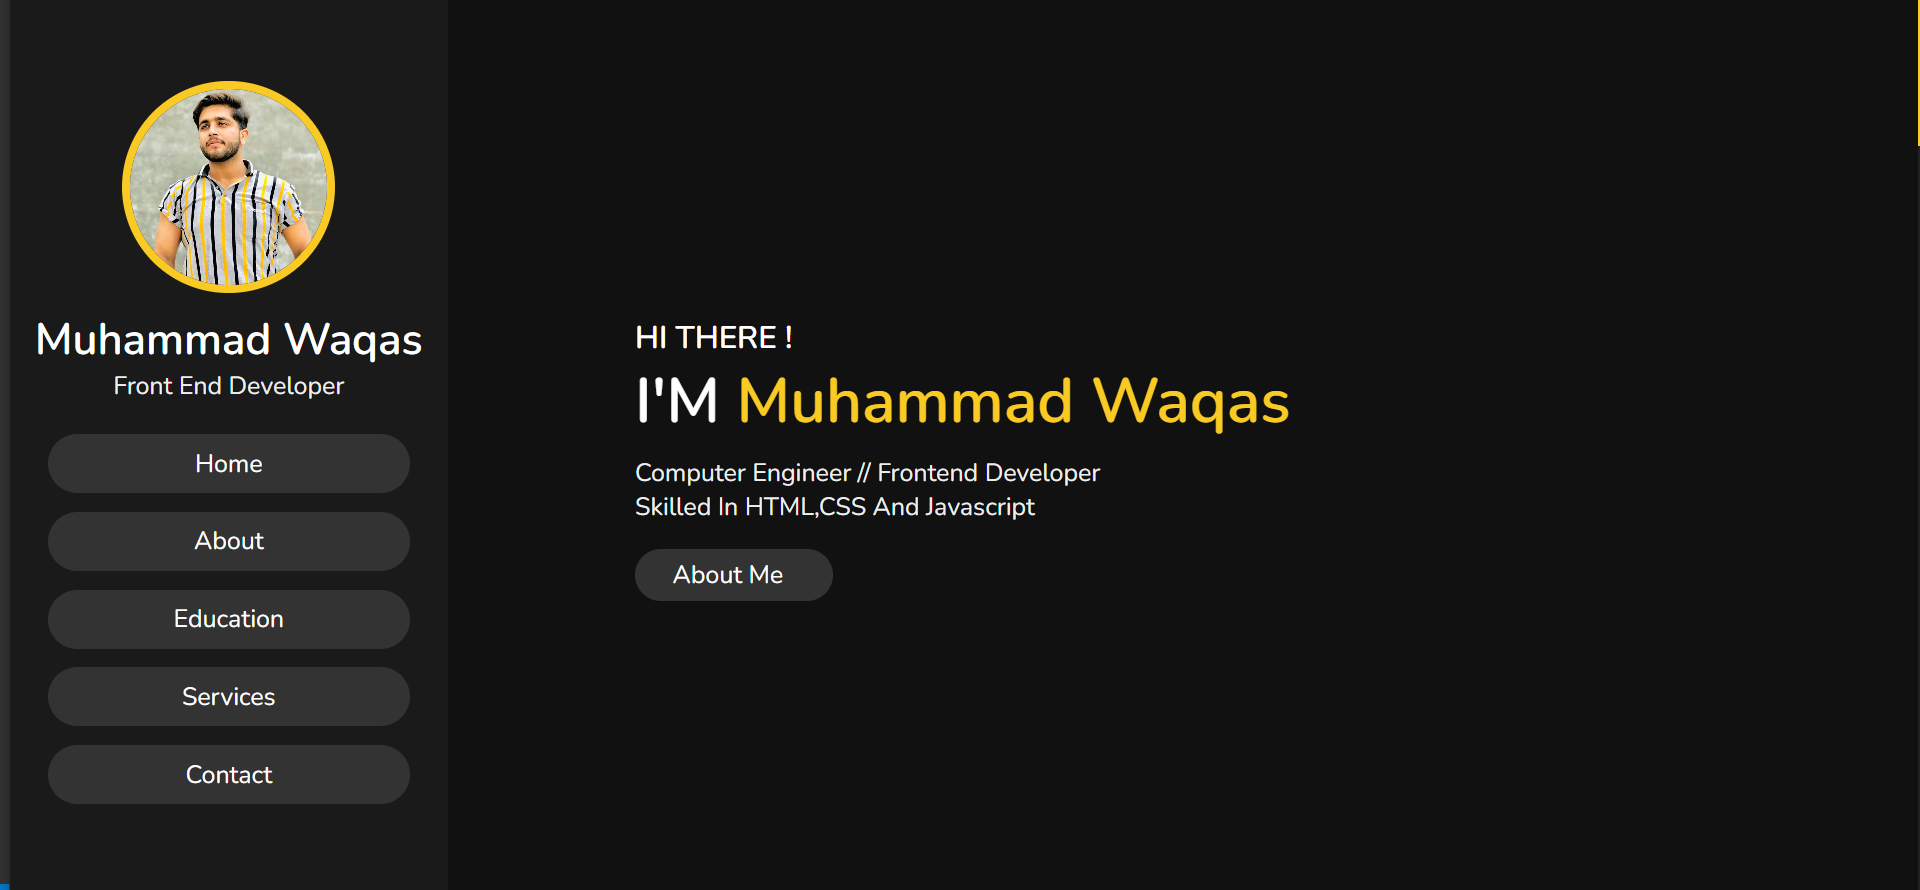 Muhammad Waqas
Front End Developer
Home
About
Education
Services
Contact
HI THERE !
I'M Muhammad Waqas
Computer Engineer // Frontend Developer
Skilled In HTML,CSS And Javascript
About Me